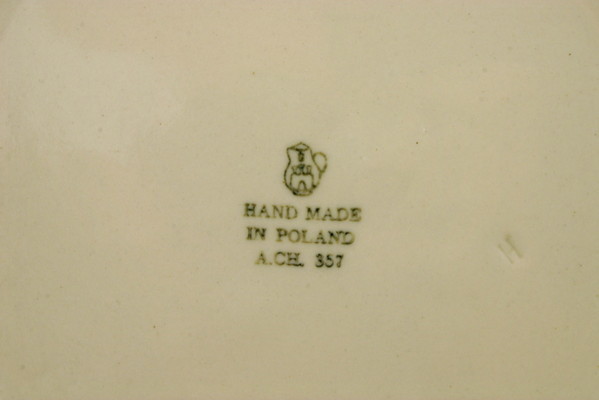 HAND MADE
IN POLAND
A.CH. 357
H